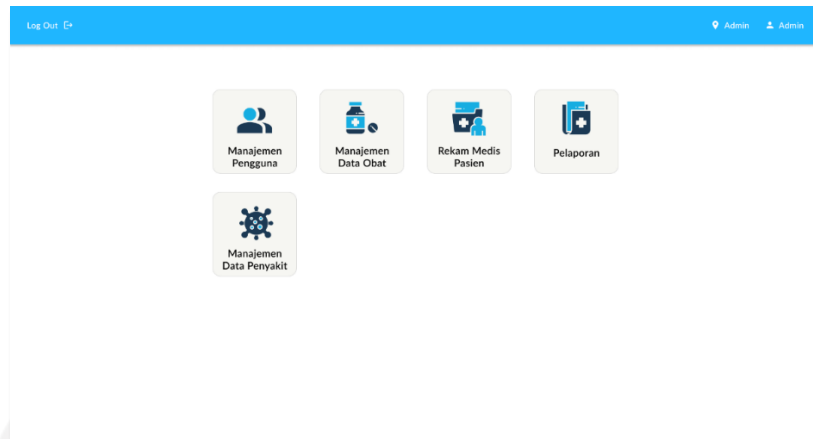 Log Out
Admin
Admin
Manajemen
Pengguna
Manajemen
Data Obat
Rekam Medis
Pasien
Pelaporan
Manajemen
Data Penyakit